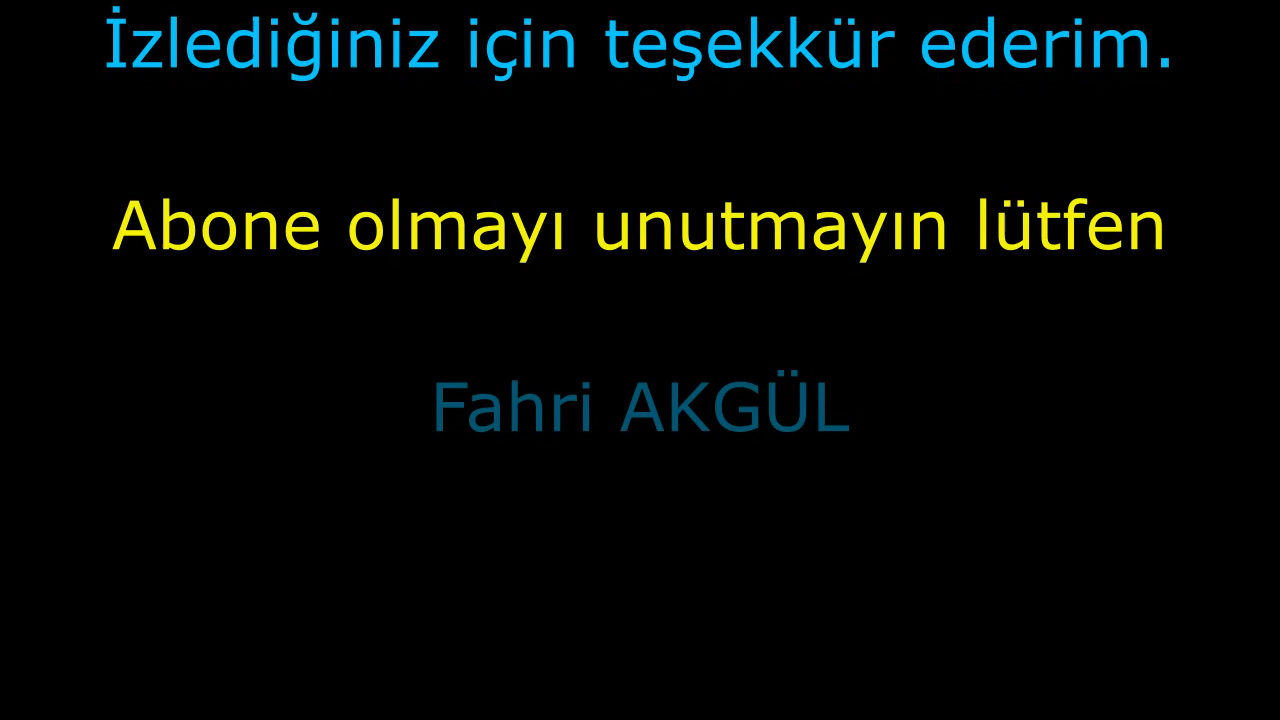 İzlediğiniz için teşekkür ederim.
Abone olmayı unutmayın lütfen
Fahri AKGÜL